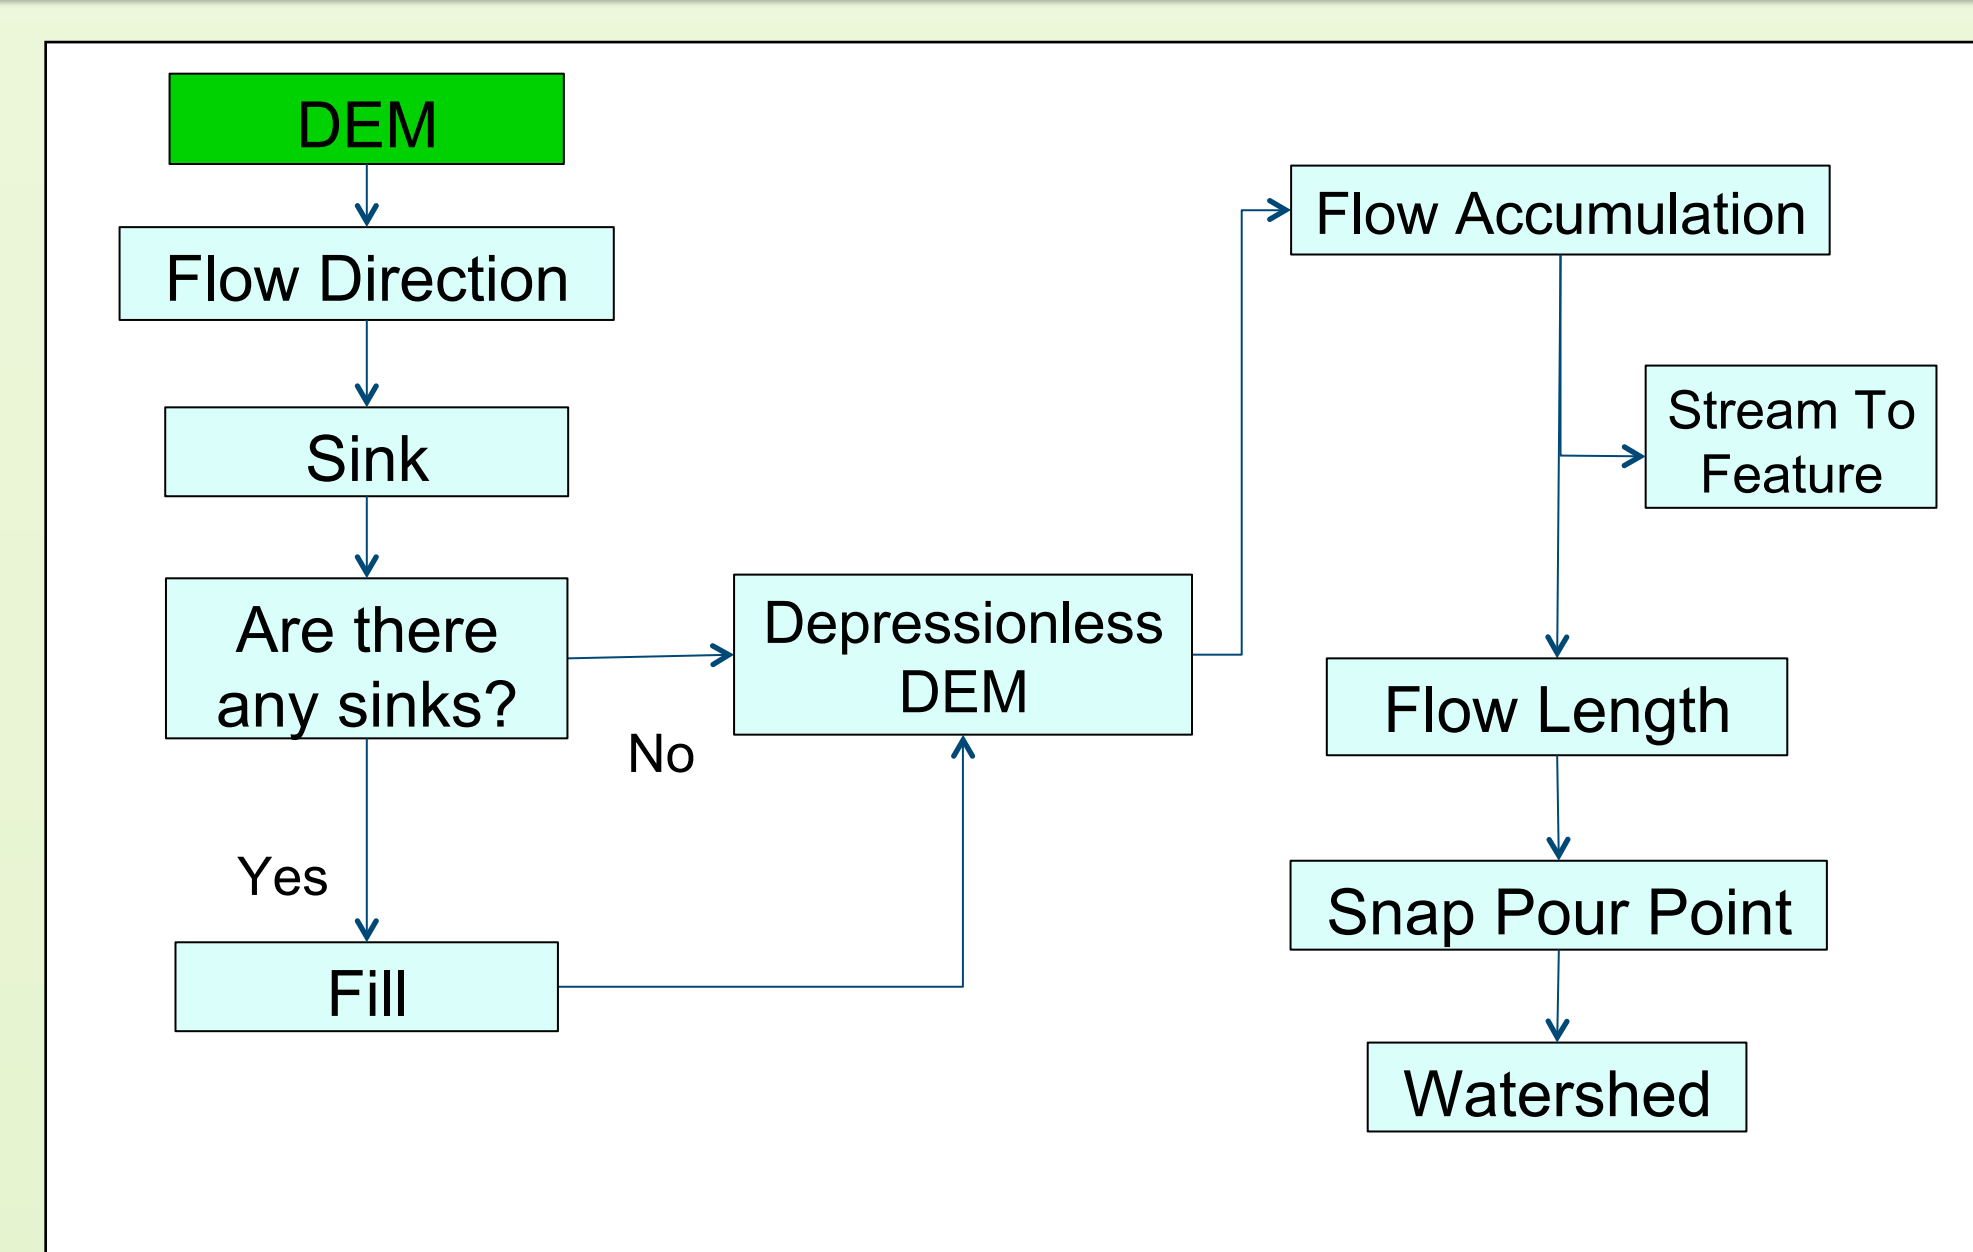 DEM
Flow Direction
Sink
Are there
any sinks?
Yes
Fill
No
Depressionless
DEM
Flow Accumulation
Stream To
Feature
Flow Length
Snap Pour Point
Watershed